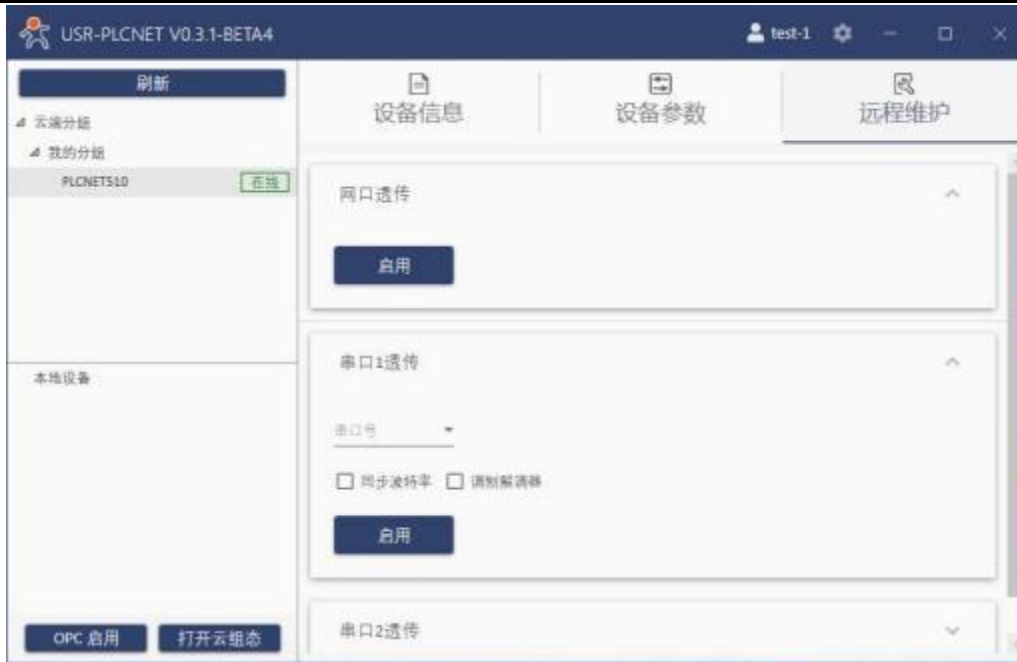 USR-PLCNET V0.3.1-BETA4
test-1
刷新
云端分组
我的分组
PLCNET510
在线
本地设备
OPC 启用
打开云组态
设备信息
设备参数
远程维护
网口透传
启用
串口1透传
串口号
同步波特率
调制解调器
启用
串口2透传